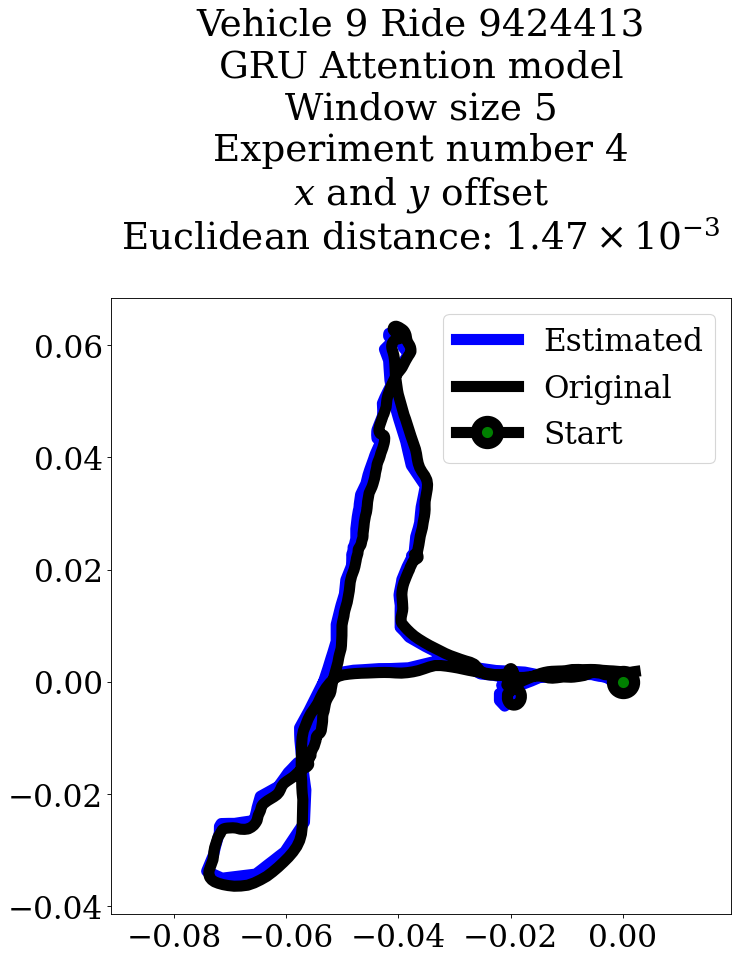 Vehicle 9 Ride 9424413
GRU Attention model
Window size 5
Experiment number 4
x and y offset
Euclidean distance: 1.47 × 10⁻³
Estimated
Original
Start
0.06
0.04
0.02
0.00
−0.02
−0.04
−0.08 −0.06 −0.04 −0.02 0.00